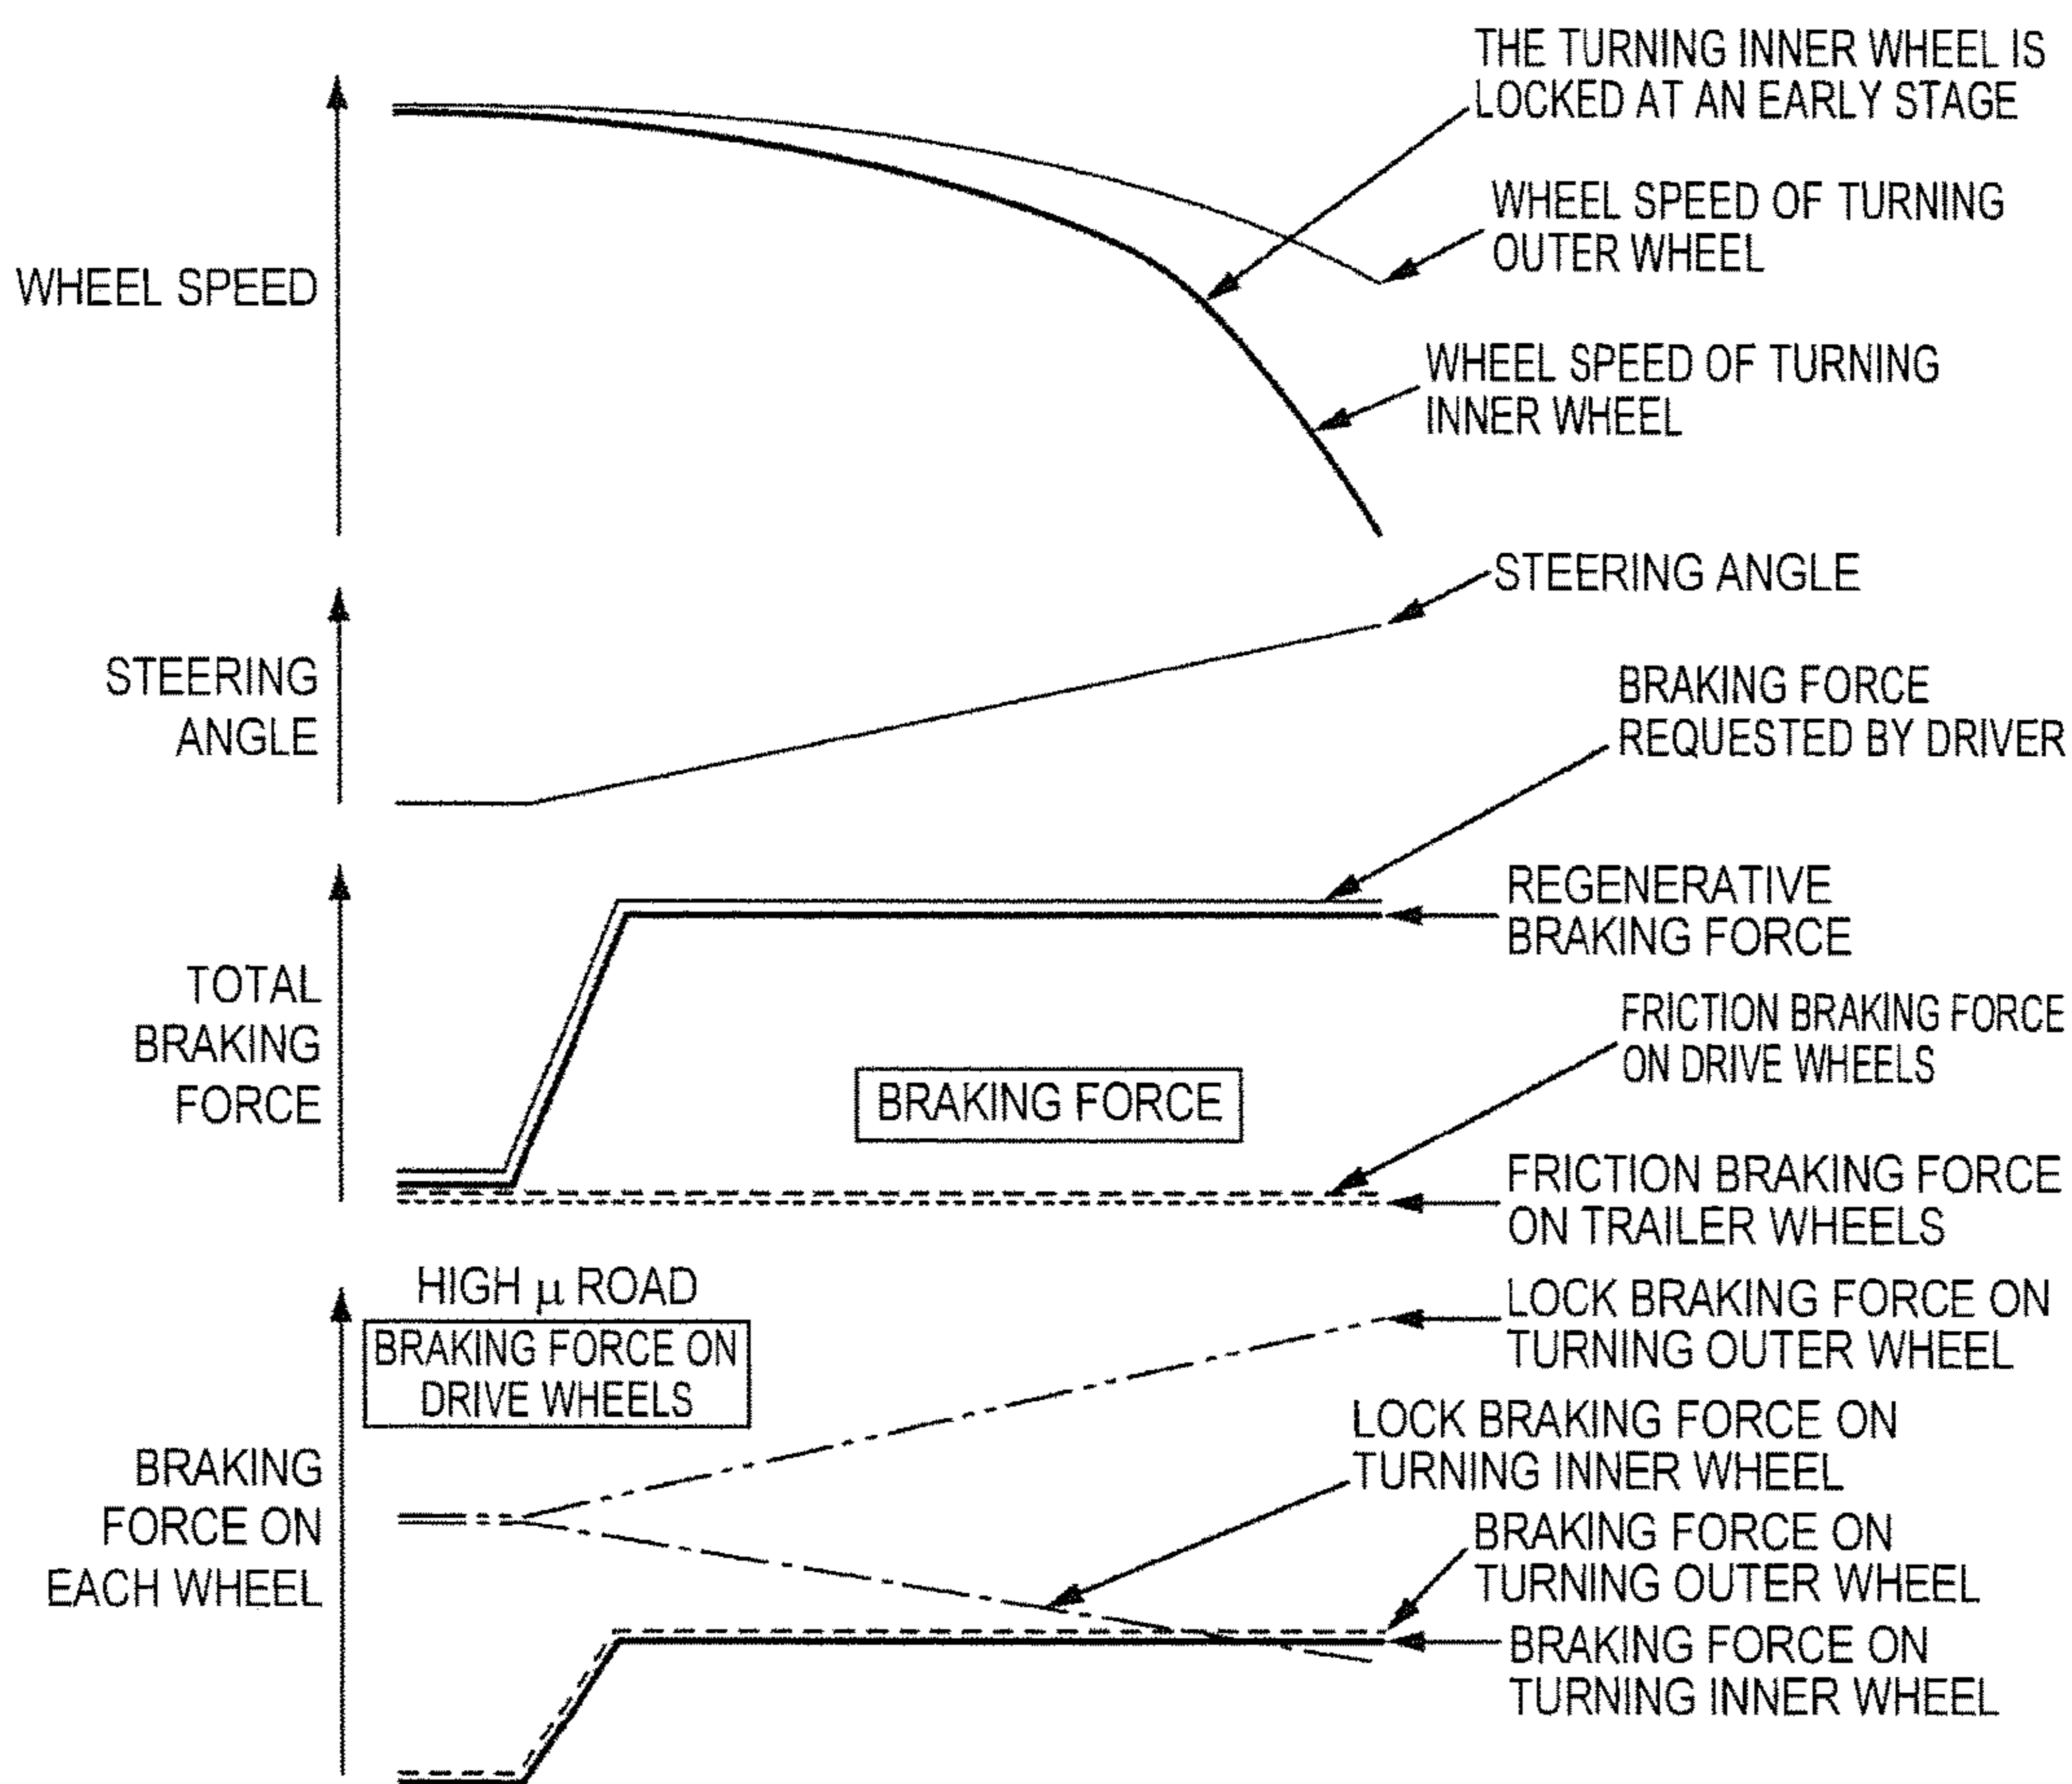 THE TURNING INNER WHEEL IS
LOCKED AT AN EARLY STAGE
WHEEL SPEED OF TURNING
OUTER WHEEL
WHEEL SPEED
WHEEL SPEED OF TURNING
INNER WHEEL
STEERING ANGLE
STEERING
ANGLE
BRAKING FORCE
REQUESTED BY DRIVER
REGENERATIVE
BRAKING FORCE
TOTAL
BRAKING
FORCE
FRICTION BRAKING FORCE
ON DRIVE WHEELS
BRAKING FORCE
FRICTION BRAKING FORCE
ON TRAILER WHEELS
HIGH μ ROAD
BRAKING FORCE ON
DRIVE WHEELS
LOCK BRAKING FORCE ON
TURNING OUTER WHEEL
LOCK BRAKING FORCE ON
TURNING INNER WHEEL
BRAKING
FORCE ON
EACH WHEEL
BRAKING FORCE ON
TURNING OUTER WHEEL
BRAKING FORCE ON
TURNING INNER WHEEL